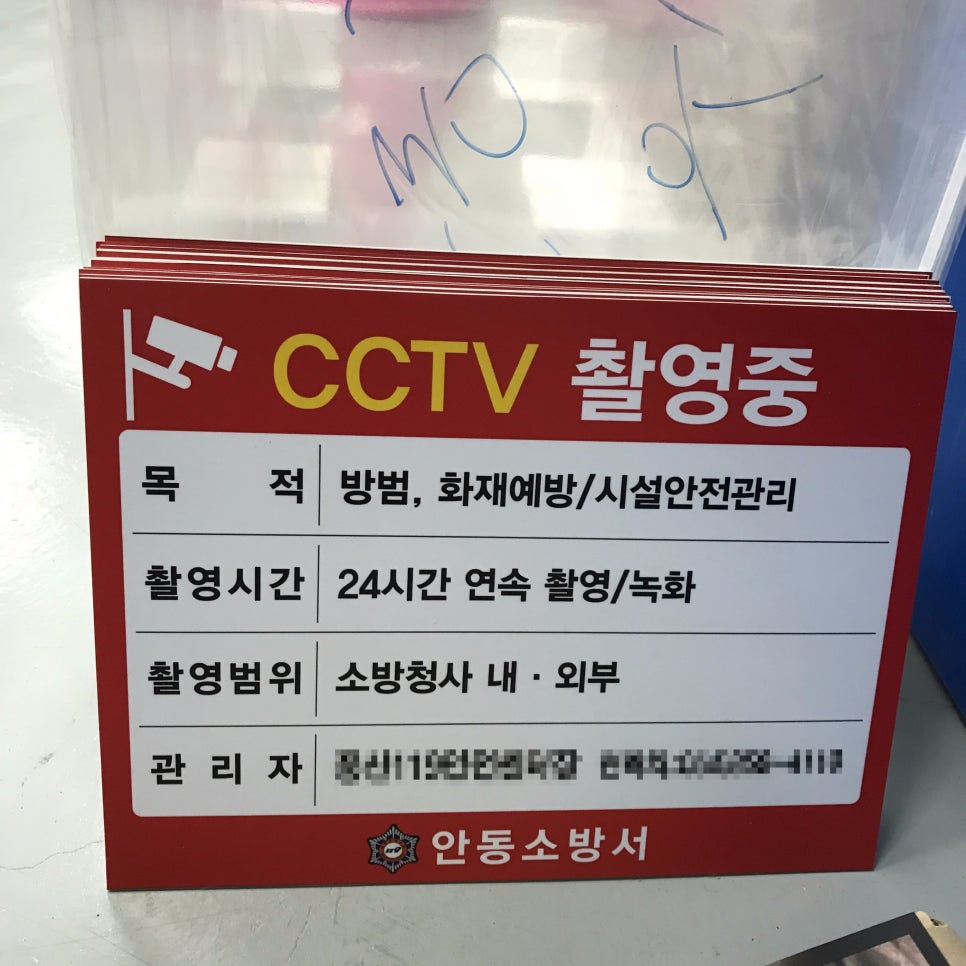 CCTV 촬영중
목 적 방범, 화재예방/시설안전관리
촬영시간 24시간 연속 촬영/녹화
촬영범위 소방청사 내 · 외부
관 리 자
119 안동소방서